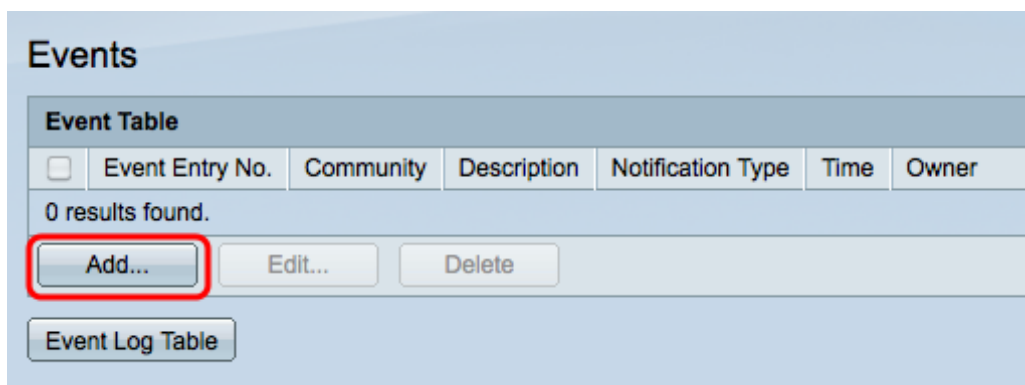 Events
Event Table
Event Entry No. Community Description Notification Type Time Owner
0 results found.
Add... Edit... Delete
Event Log Table